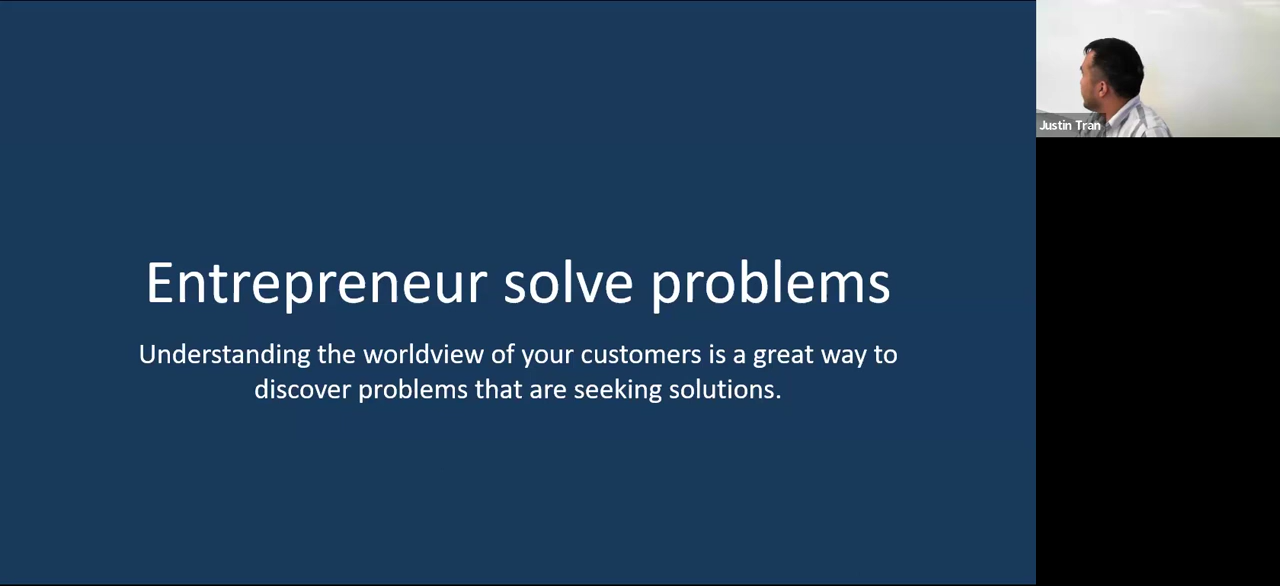 Entrepreneur solve problems
Understanding the worldview of your customers is a great way to
discover problems that are seeking solutions.
Justin Tran